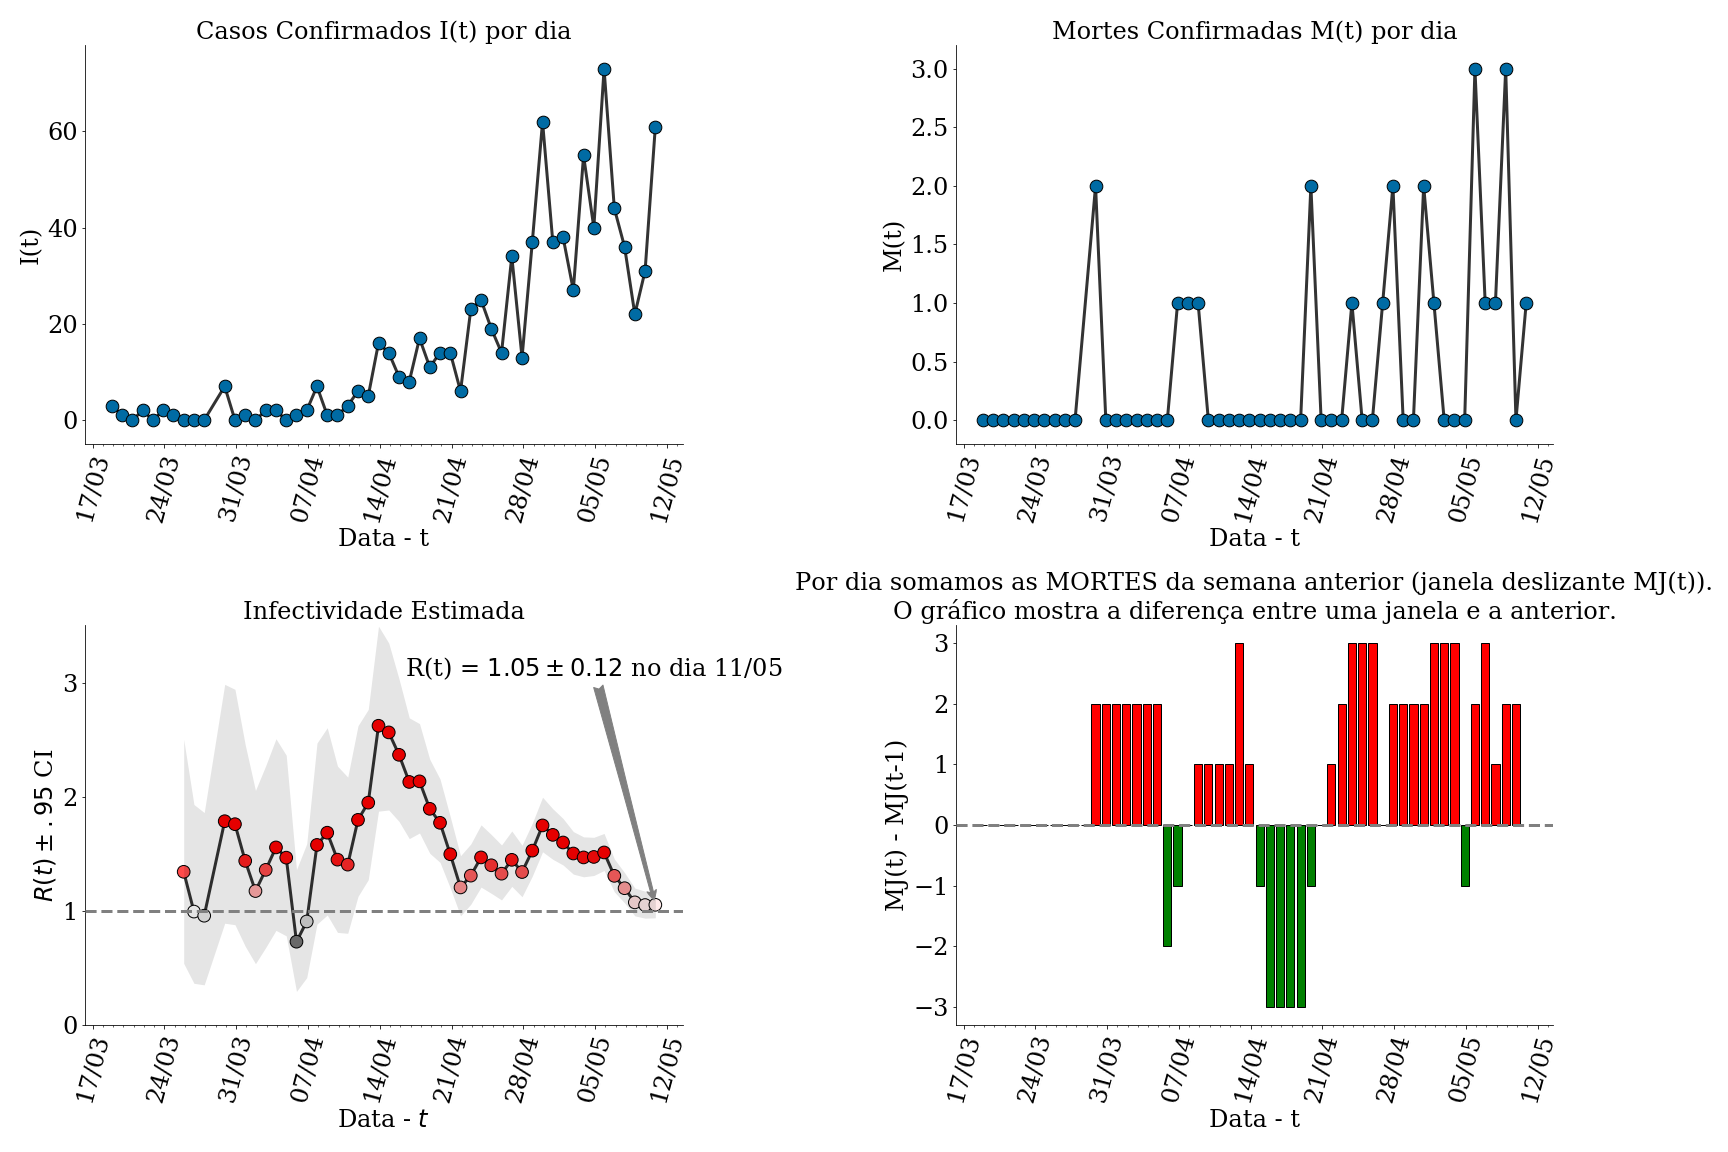 Casos Confirmados I(t) por dia
I(t)
60
40
20
0
17/03 24/03 31/03 07/04 14/04 21/04 28/04 05/05 12/05
Data - t
Mortes Confirmadas M(t) por dia
M(t)
3.0
2.5
2.0
1.5
1.0
0.5
0.0
17/03 24/03 31/03 07/04 14/04 21/04 28/04 05/05 12/05
Data - t
Infectividade Estimada
R(t) = 1.05 ± 0.12 no dia 11/05
R(t) ± .95 CI
3
2
1
0
17/03 24/03 31/03 07/04 14/04 21/04 28/04 05/05 12/05
Data - t
Por dia somamos as MORTES da semana anterior (janela deslizante MJ(t)).
O gráfico mostra a diferença entre uma janela e a anterior.
MJ(t) - MJ(t-1)
3
2
1
0
−1
−2
−3
17/03 24/03 31/03 07/04 14/04 21/04 28/04 05/05 12/05
Data - t